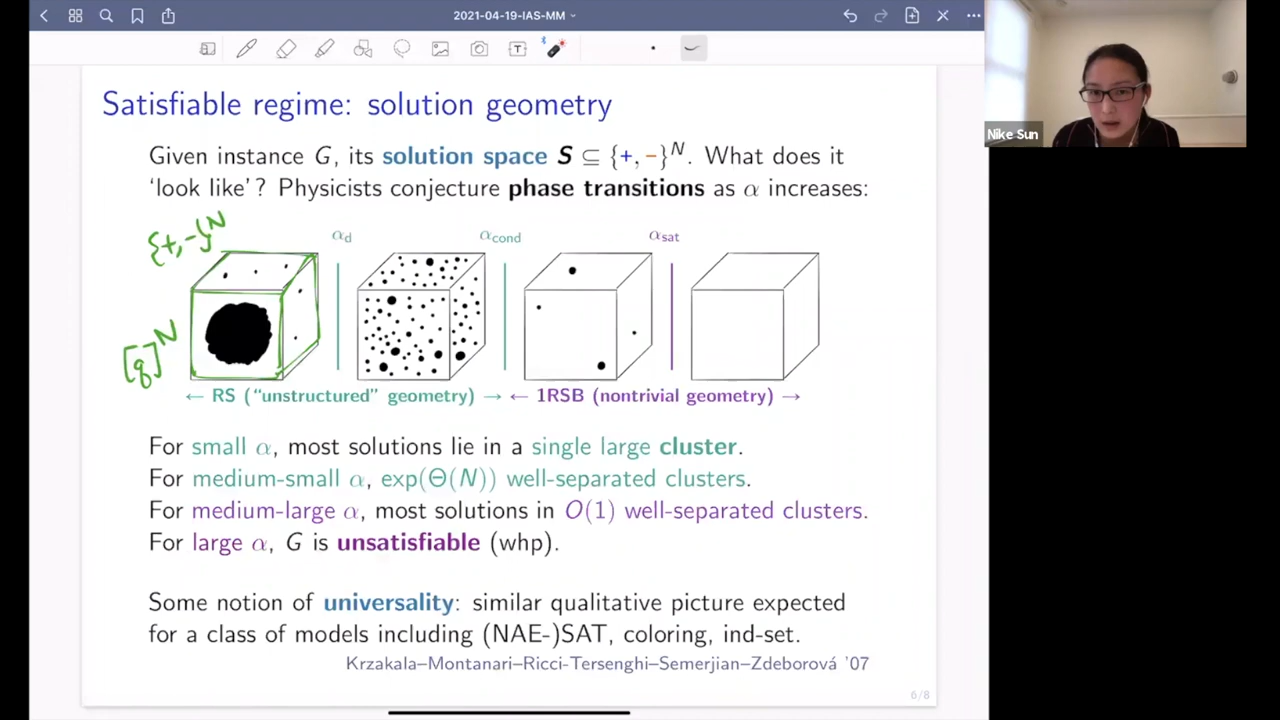 2021-04-19-IAS-MM
Nike Sun
Satisfiable regime: solution geometry
Given instance G, its solution space S ⊆ {+, −}^N. What does it
'look like'? Physicists conjecture phase transitions as α increases:
{+, -}^N
α_d
α_cond
α_sat
[q]^N
← RS ("unstructured" geometry) → ← 1RSB (nontrivial geometry) →
For small α, most solutions lie in a single large cluster.
For medium-small α, exp(Θ(N)) well-separated clusters.
For medium-large α, most solutions in O(1) well-separated clusters.
For large α, G is unsatisfiable (whp).
Some notion of universality: similar qualitative picture expected
for a class of models including (NAE-)SAT, coloring, ind-set.
Krzakala–Montanari–Ricci-Tersenghi–Semerjian–Zdeborová '07
6/8